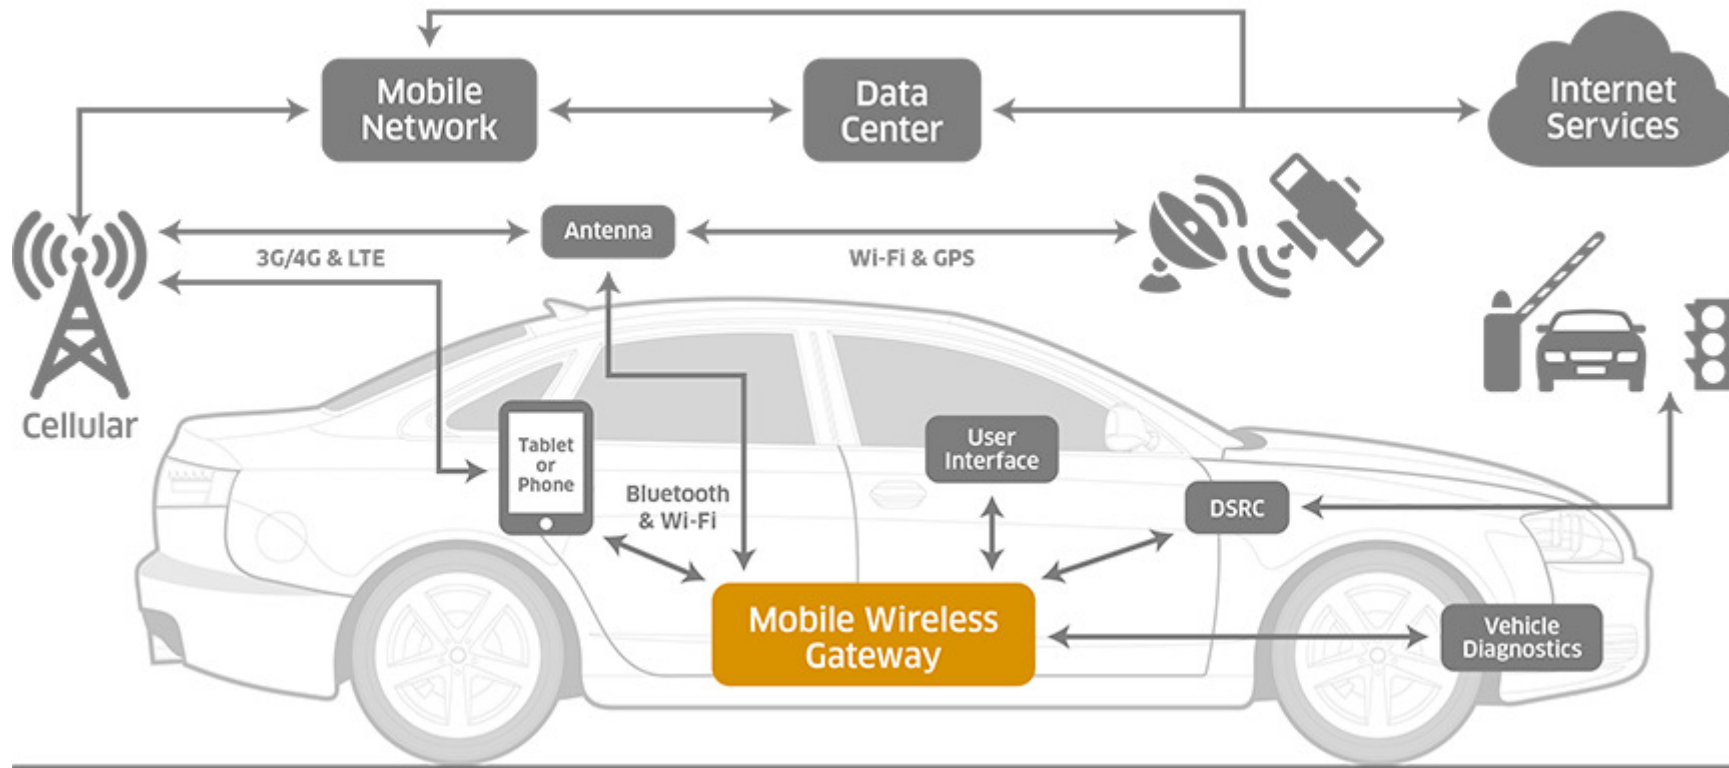 Mobile
Network
Data
Center
Internet
Services
Antenna
3G/4G & LTE
Wi-Fi & GPS
Cellular
Tablet
or
Phone
Bluetooth
& Wi-Fi
User
Interface
DSRC
Mobile Wireless
Gateway
Vehicle
Diagnostics